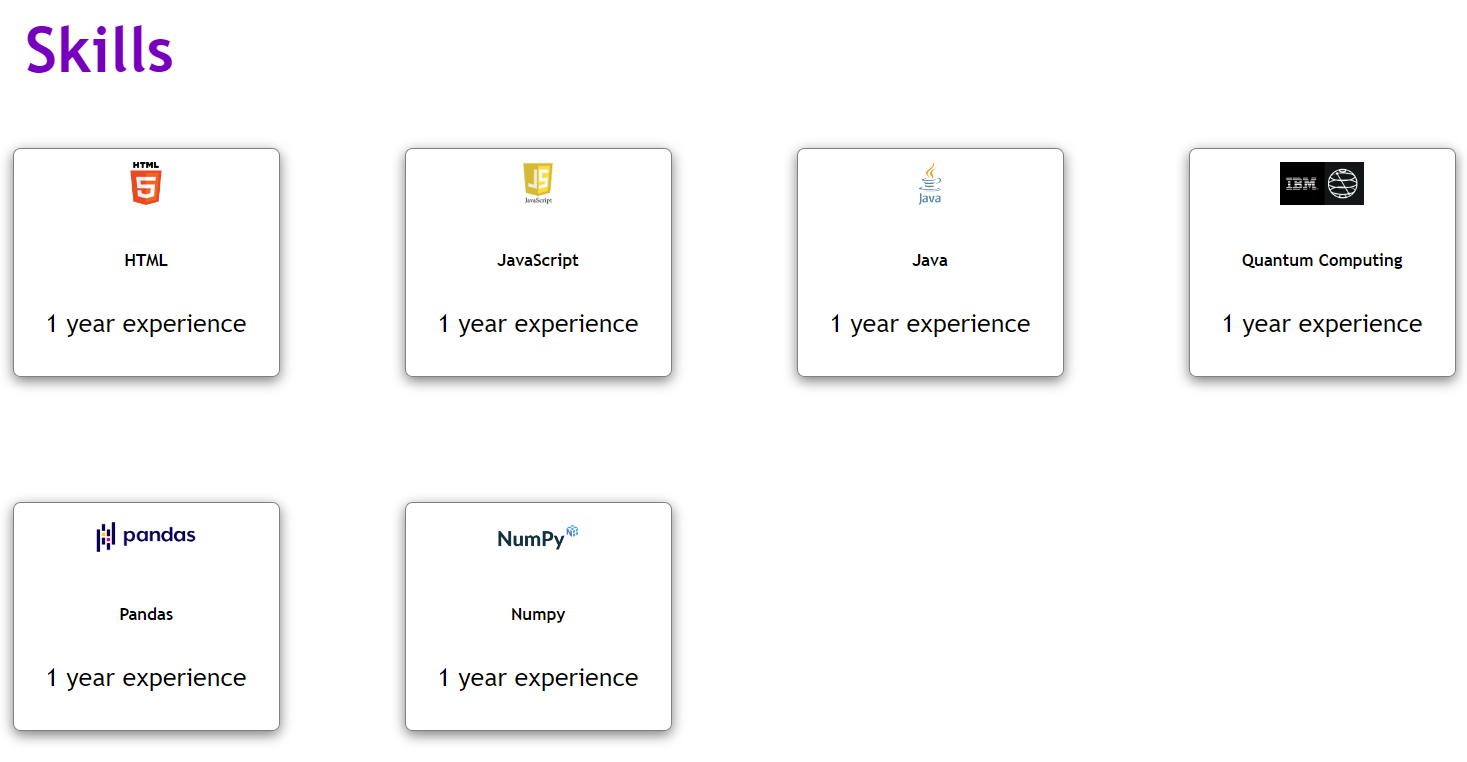 Skills
HTML
5
HTML
1 year experience
JS
JavaScript
JavaScript
1 year experience
Java
Java
1 year experience
IBM
Quantum Computing
1 year experience
pandas
Pandas
1 year experience
NumPy
Numpy
1 year experience